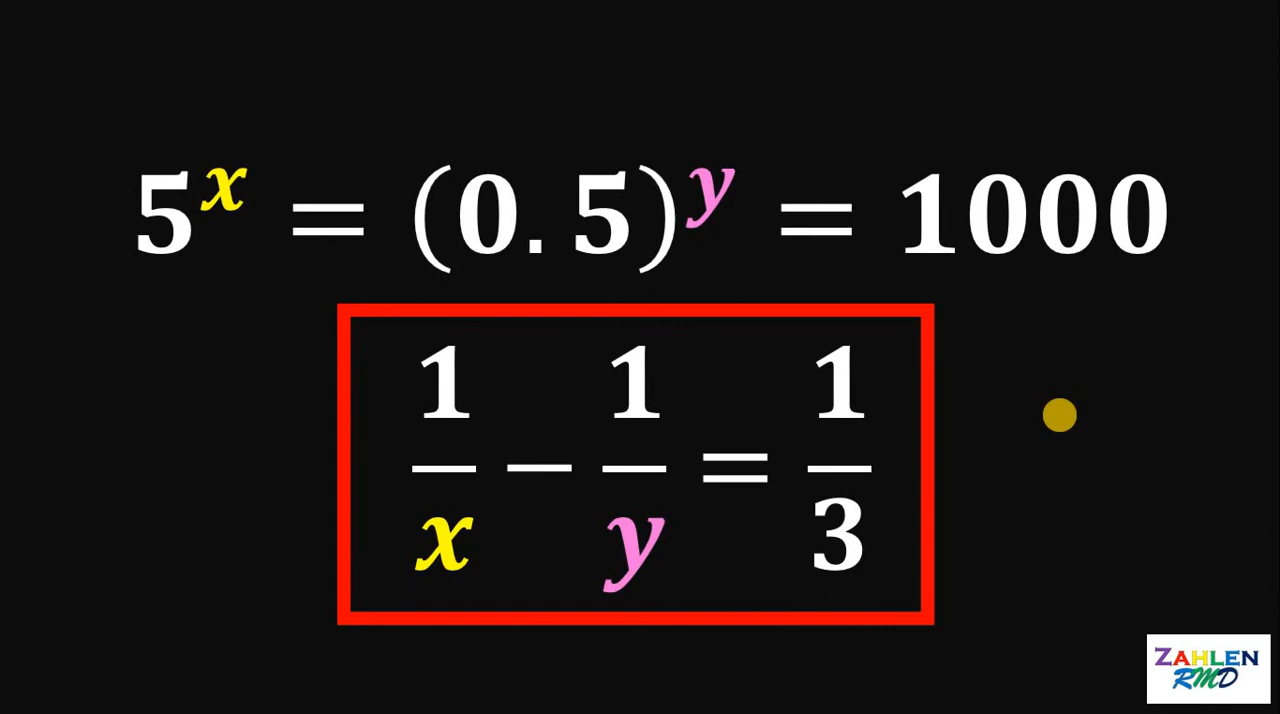 5^x = (0.5)^y = 1000
1/x − 1/y = 1/3
ZAHLEN
RMD